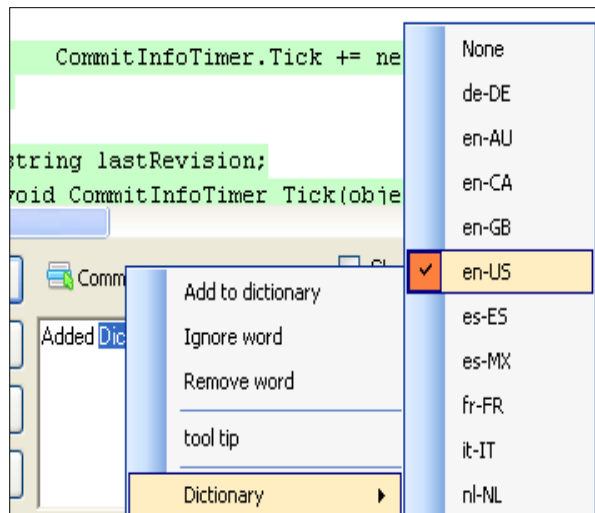 CommitInfoTimer.Tick += ne
string lastRevision;
void CommitInfoTimer_Tick(obje
Comm
Added Dic
Add to dictionary
Ignore word
Remove word
tool tip
Dictionary
None
de-DE
en-AU
en-CA
en-GB
en-US
es-ES
es-MX
fr-FR
it-IT
nl-NL